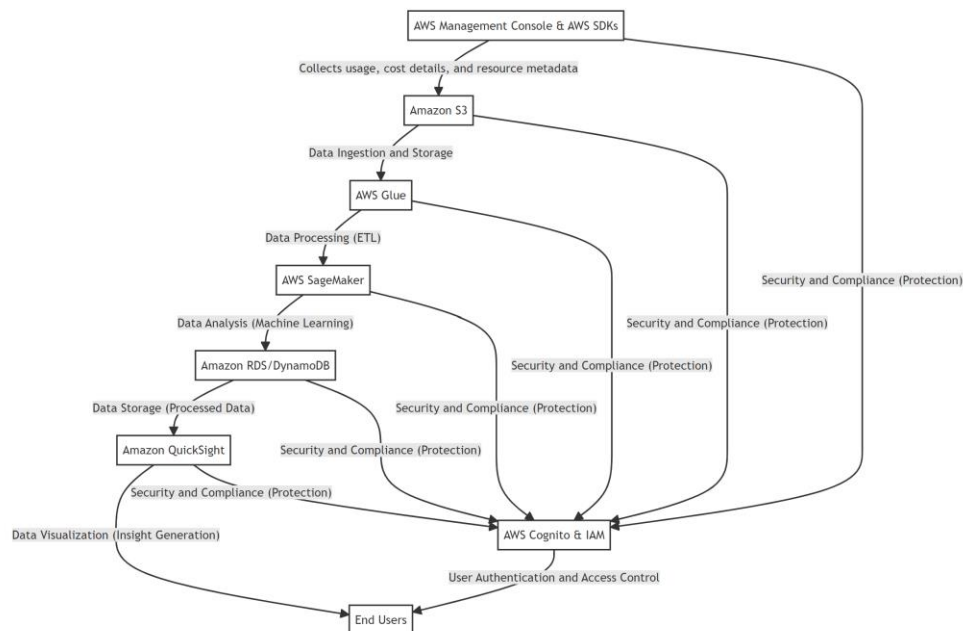 AWS Management Console & AWS SDKs
Collects usage, cost details, and resource metadata
Amazon S3
Data Ingestion and Storage
AWS Glue
Data Processing (ETL)
AWS SageMaker
Security and Compliance (Protection)
Data Analysis (Machine Learning)
Security and Compliance (Protection)
Amazon RDS/DynamoDB
Security and Compliance (Protection)
Data Storage (Processed Data)
Security and Compliance (Protection)
Amazon QuickSight
Security and Compliance (Protection)
Security and Compliance (Protection)
Data Visualization (Insight Generation)
AWS Cognito & IAM
User Authentication and Access Control
End Users